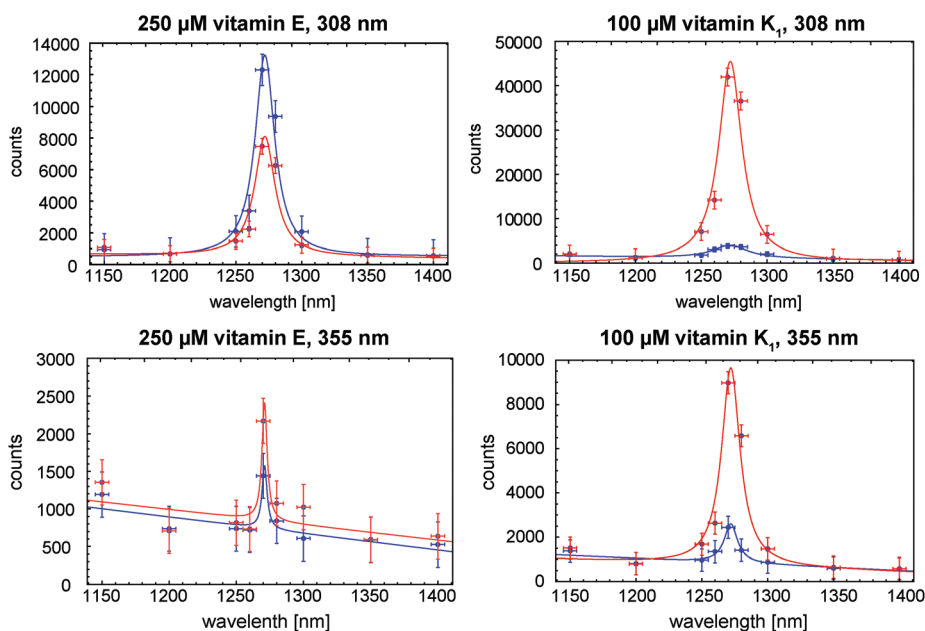 250 µM vitamin E, 308 nm
14000
12000
10000
8000
6000
4000
2000
0
counts
1150 1200 1250 1300 1350 1400
wavelength [nm]
100 µM vitamin K₁, 308 nm
50000
40000
30000
20000
10000
0
counts
1150 1200 1250 1300 1350 1400
wavelength [nm]
250 µM vitamin E, 355 nm
3000
2500
2000
1500
1000
500
0
counts
1150 1200 1250 1300 1350 1400
wavelength [nm]
100 µM vitamin K₁, 355 nm
10000
8000
6000
4000
2000
0
counts
1150 1200 1250 1300 1350 1400
wavelength [nm]